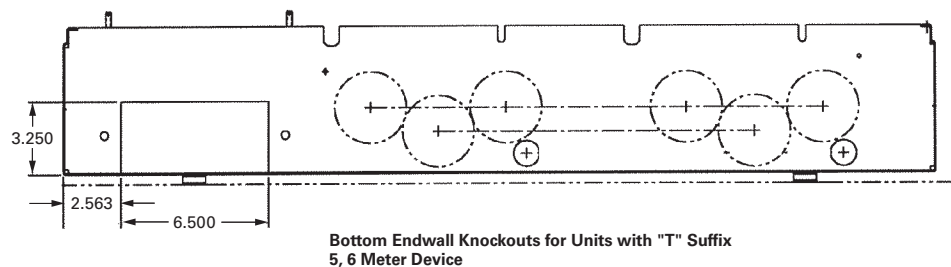 3.250
2.563
6.500
Bottom Endwall Knockouts for Units with "T" Suffix
5, 6 Meter Device